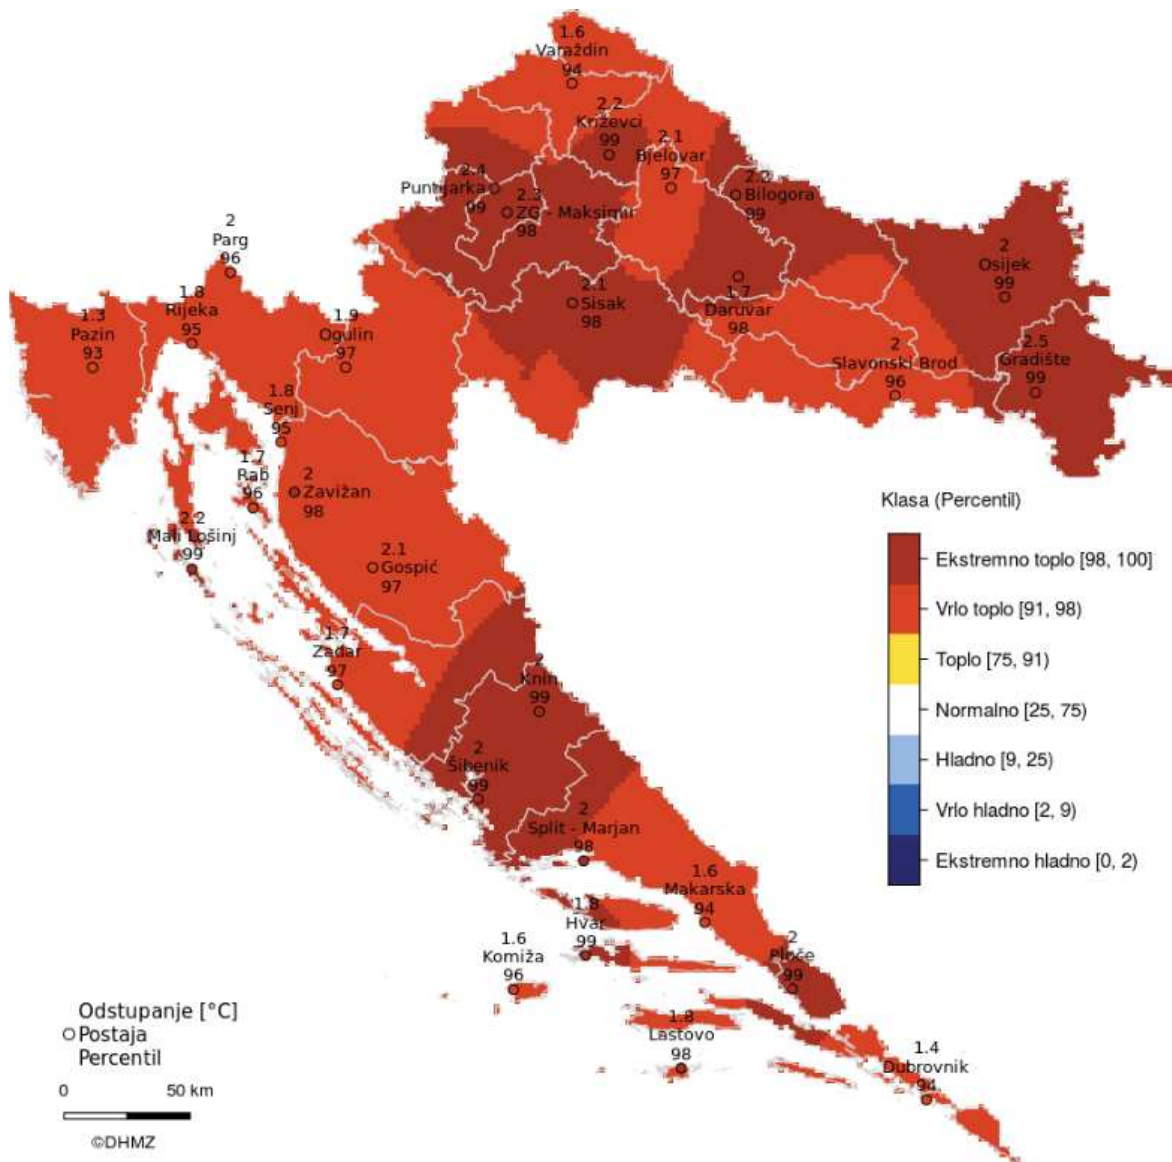 1.6
Varaždin
94
2.2
Križevci
99
2.1
Bjelovar
97
2.4
Puntijarka
99
2.3
ZG - Maksimir
98
2.2
Bilogora
99
2
Parg
96
2
Osijek
99
1.8
Rijeka
95
1.3
Pazin
93
1.9
Ogulin
97
2.1
Sisak
98
1.7
Daruvar
98
2
Slavonski Brod
96
2.5
Gradište
99
1.8
Senj
95
1.7
Rab
96
2
Zavižan
98
2.2
Mali Lošinj
99
2.1
Gospić
97
1.7
Zadar
97
2
Knin
99
2
Šibenik
99
2
Split - Marjan
98
1.6
Makarska
94
1.8
Hvar
99
1.6
Komiža
96
2
Ploče
99
1.8
Lastovo
98
1.4
Dubrovnik
94
Klasa (Percentil)
Ekstremno toplo [98, 100]
Vrlo toplo [91, 98)
Toplo [75, 91)
Normalno [25, 75)
Hladno [9, 25)
Vrlo hladno [2, 9)
Ekstremno hladno [0, 2)
Odstupanje [°C]
Postaja
Percentil
0 50 km
©DHMZ